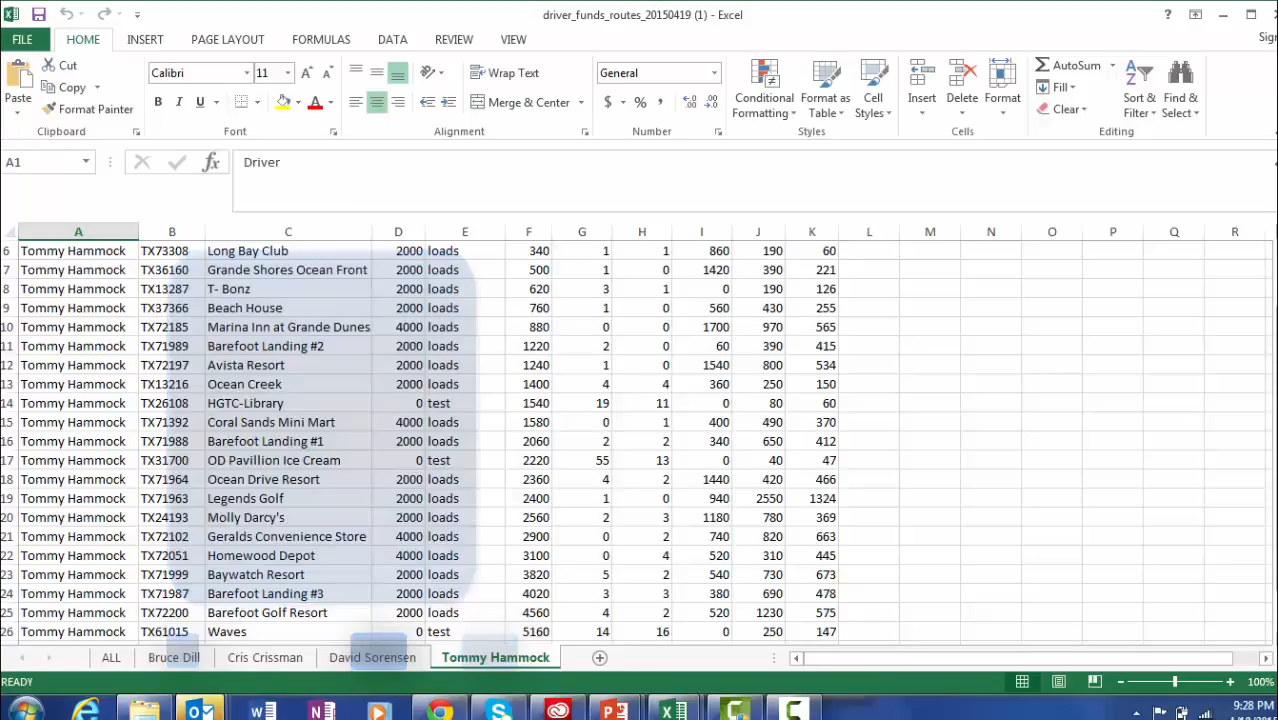 driver_funds_routes_20150419 (1) - Excel
FILE HOME INSERT PAGE LAYOUT FORMULAS DATA REVIEW VIEW
Cut
Copy
Format Painter
Paste
Clipboard
Calibri 11
B I U
Font
Wrap Text
Merge & Center
Alignment
General
$ % ,
Number
Conditional Formatting
Format as Table
Cell Styles
Styles
Insert Delete Format
Cells
AutoSum
Fill
Clear
Sort & Filter
Find & Select
Editing
A1 fx Driver
A B C D E F G H I J K L M N O P Q R
6 Tommy Hammock TX73308 Long Bay Club 2000 loads 340 1 1 860 190 60
7 Tommy Hammock TX36160 Grande Shores Ocean Front 2000 loads 500 1 0 1420 390 221
8 Tommy Hammock TX13287 T- Bonz 2000 loads 620 3 1 0 190 126
9 Tommy Hammock TX37366 Beach House 2000 loads 760 1 0 560 430 255
10 Tommy Hammock TX72185 Marina Inn at Grande Dunes 4000 loads 880 0 0 1700 970 565
11 Tommy Hammock TX71989 Barefoot Landing #2 2000 loads 1220 2 0 60 390 415
12 Tommy Hammock TX72197 Avista Resort 2000 loads 1240 1 0 1540 800 534
13 Tommy Hammock TX13216 Ocean Creek 2000 loads 1400 4 4 360 250 150
14 Tommy Hammock TX26108 HGTC-Library 0 test 1540 19 11 0 80 60
15 Tommy Hammock TX71392 Coral Sands Mini Mart 4000 loads 1580 0 1 400 490 370
16 Tommy Hammock TX71988 Barefoot Landing #1 2000 loads 2060 2 2 340 650 412
17 Tommy Hammock TX31700 OD Pavillion Ice Cream 0 test 2220 55 13 0 40 47
18 Tommy Hammock TX71964 Ocean Drive Resort 2000 loads 2360 4 2 1440 420 466
19 Tommy Hammock TX71963 Legends Golf 2000 loads 2400 1 0 940 2550 1324
20 Tommy Hammock TX24193 Molly Darcy's 2000 loads 2560 2 3 1180 780 369
21 Tommy Hammock TX72102 Geralds Convenience Store 4000 loads 2900 0 2 740 820 663
22 Tommy Hammock TX72051 Homewood Depot 4000 loads 3100 0 4 520 310 445
23 Tommy Hammock TX71999 Baywatch Resort 2000 loads 3820 5 2 540 730 673
24 Tommy Hammock TX71987 Barefoot Landing #3 2000 loads 4020 3 3 380 690 478
25 Tommy Hammock TX72200 Barefoot Golf Resort 2000 loads 4560 4 2 520 1230 575
26 Tommy Hammock TX61015 Waves 0 test 5160 14 16 0 250 147
ALL Bruce Dill Cris Crissman David Sorensen Tommy Hammock
READY 100%
9:28 PM